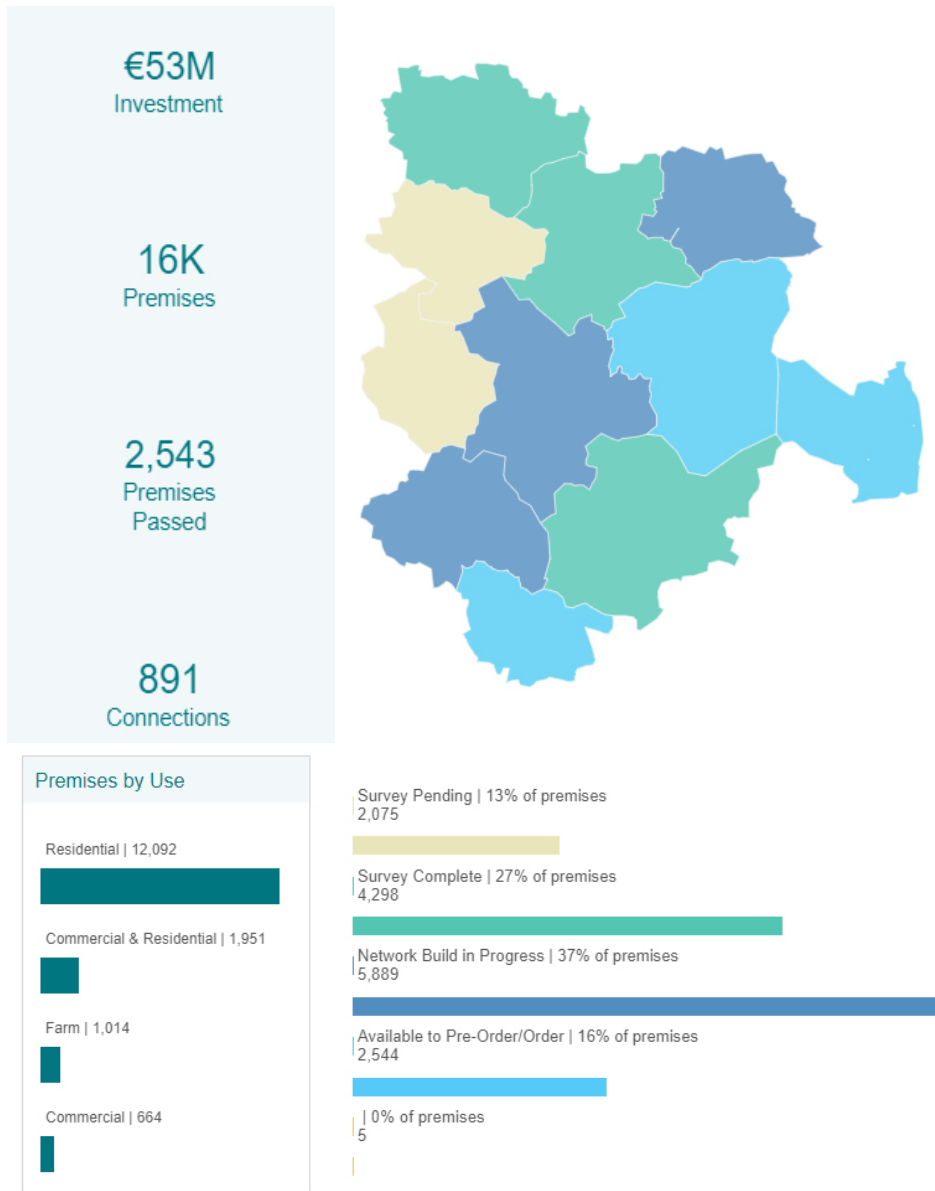 €53M
Investment
16K
Premises
2,543
Premises
Passed
891
Connections
Premises by Use
Residential | 12,092
Commercial & Residential | 1,951
Farm | 1,014
Commercial | 664
Survey Pending | 13% of premises
2,075
Survey Complete | 27% of premises
4,298
Network Build in Progress | 37% of premises
5,889
Available to Pre-Order/Order | 16% of premises
2,544
| 0% of premises
5